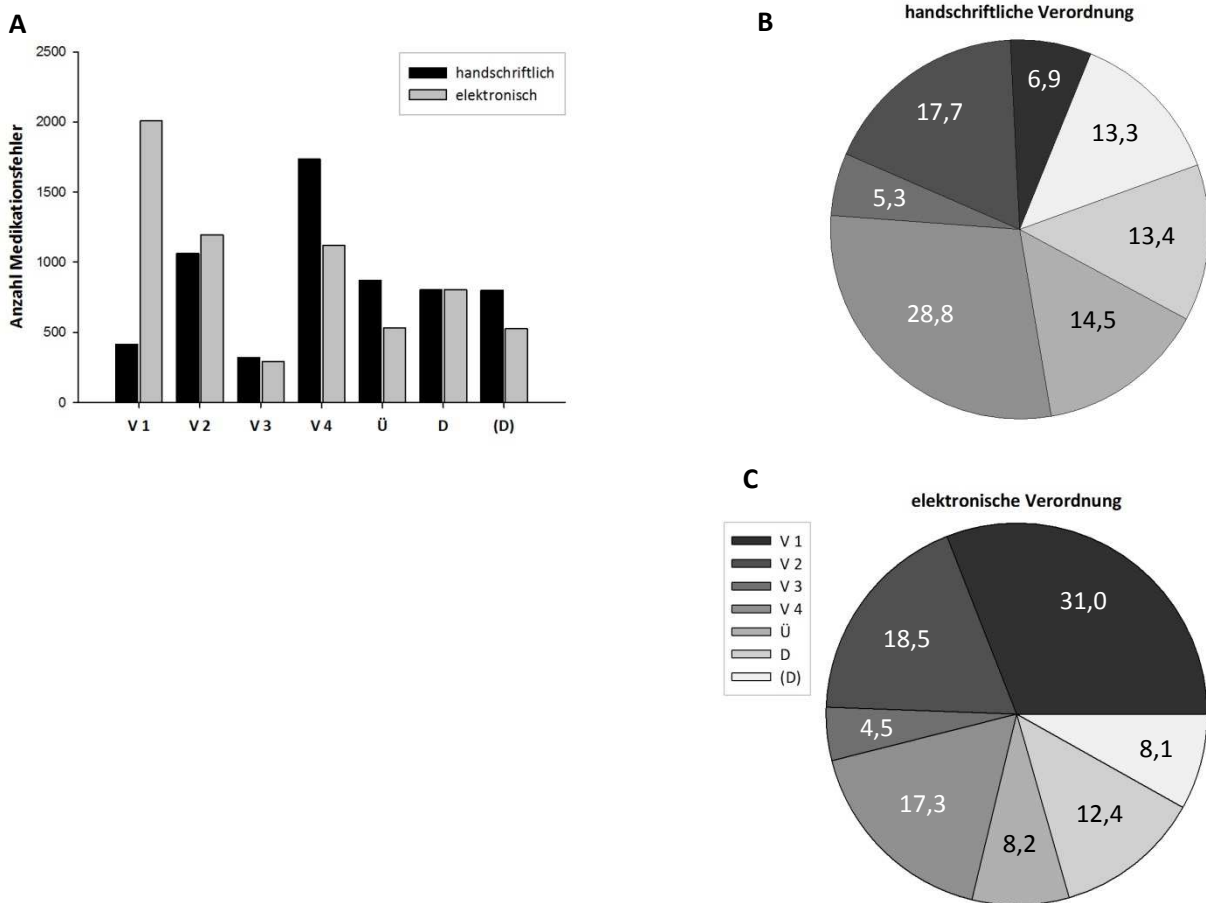 A
2500
2000
1500
1000
500
0
Anzahl Medikationsfehler
handschriftlich
elektronisch
V 1 V 2 V 3 V 4 Ü D (D)
B
handschriftliche Verordnung
6,9
17,7
13,3
5,3
13,4
28,8
14,5
C
elektronische Verordnung
V 1
V 2
V 3
V 4
Ü
D
(D)
31,0
18,5
4,5
8,1
17,3
12,4
8,2